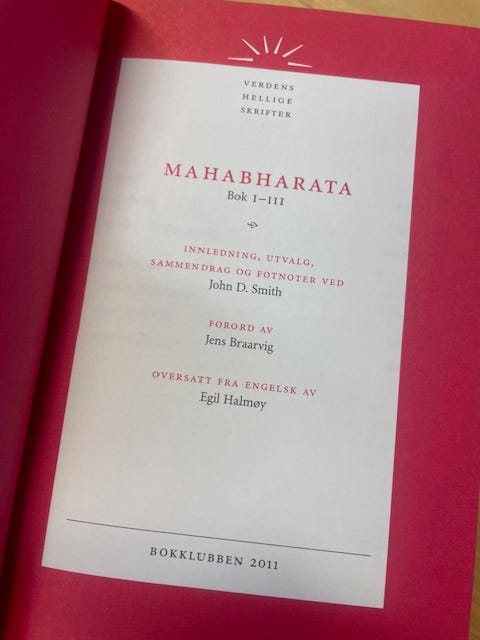 VERDENS
HELLIGE
SKRIFTER
MAHABHARATA
Bok I–III
INNLEDNING, UTVALG,
SAMMENDRAG OG FOTNOTER VED
John D. Smith
FORORD AV
Jens Braarvig
OVERSATT FRA ENGELSK AV
Egil Halmøy
BOKKLUBBEN 2011